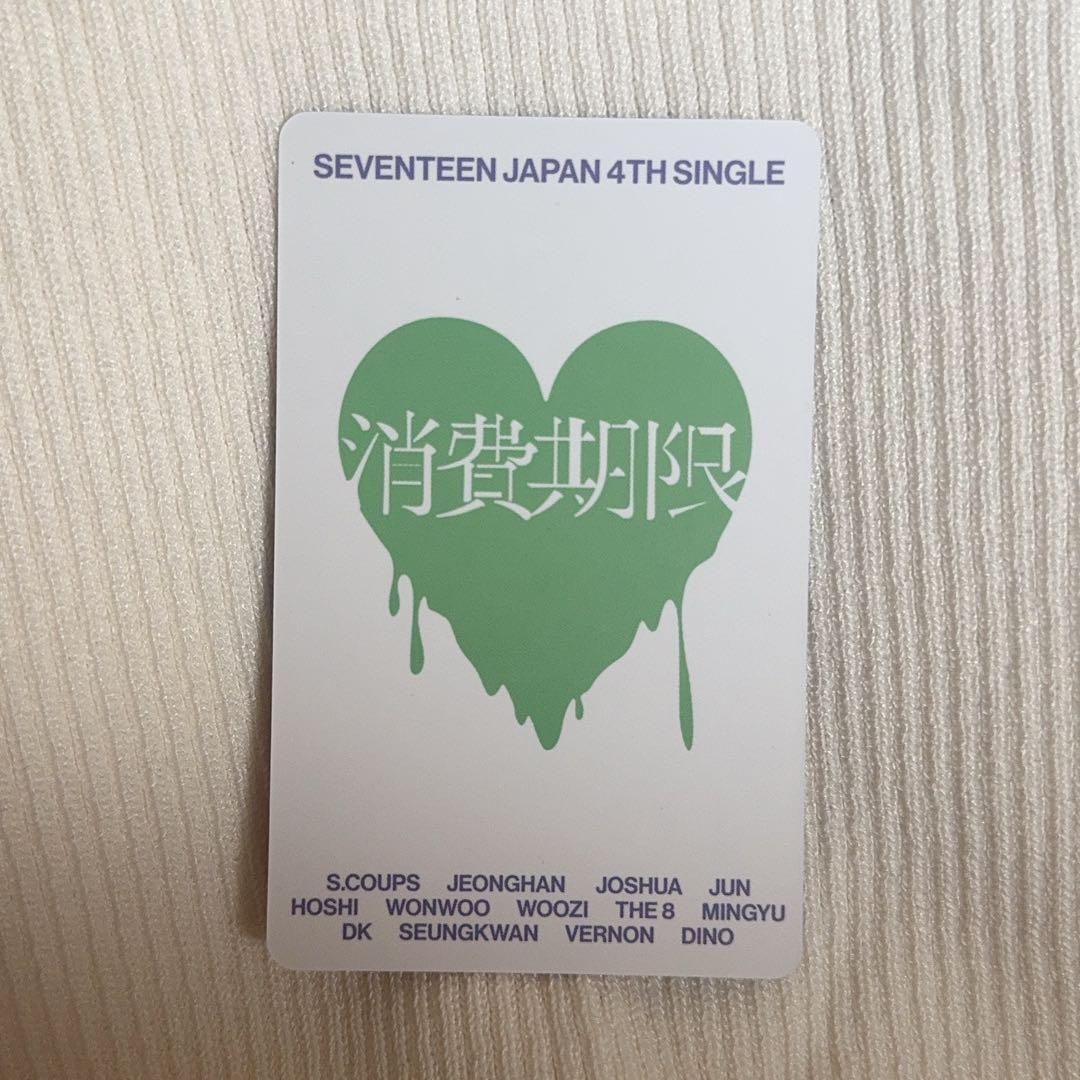 SEVENTEEN JAPAN 4TH SINGLE
消費期限
S.COUPS JEONGHAN JOSHUA JUN
HOSHI WONWOO WOOZI THE 8 MINGYU
DK SEUNGKWAN VERNON DINO